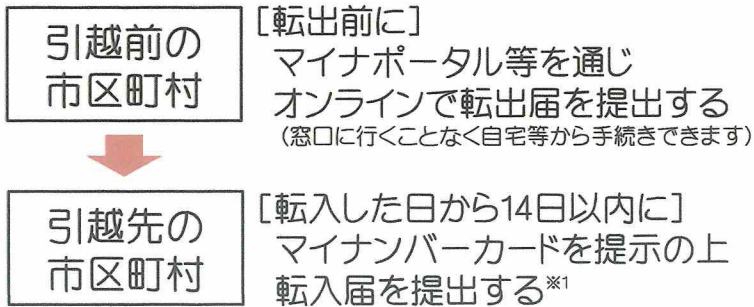 引越前の
市区町村
［転出前に］
マイナポータル等を通じ
オンラインで転出届を提出する
（窓口に行くことなく自宅等から手続きできます）
引越先の
市区町村
［転入した日から14日以内に］
マイナンバーカードを提示の上
転入届を提出する※1